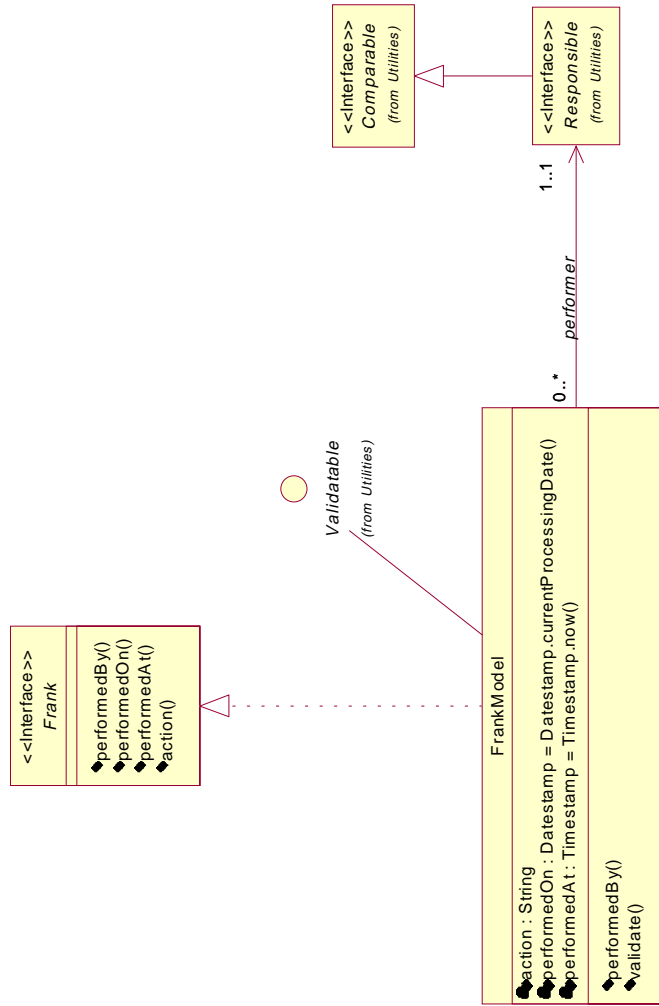 <<Interface>>
Frank
performedBy()
performedOn()
performedAt()
action()
Validatable
(from Utilities)
<<Interface>>
Comparable
(from Utilities)
<<Interface>>
Responsible
(from Utilities)
FrankModel
action : String
performedOn : Datestamp = Datestamp.currentProcessingDate()
performedAt : Timestamp = Timestamp.now()
performedBy()
validate()
0..*
performer
1..1